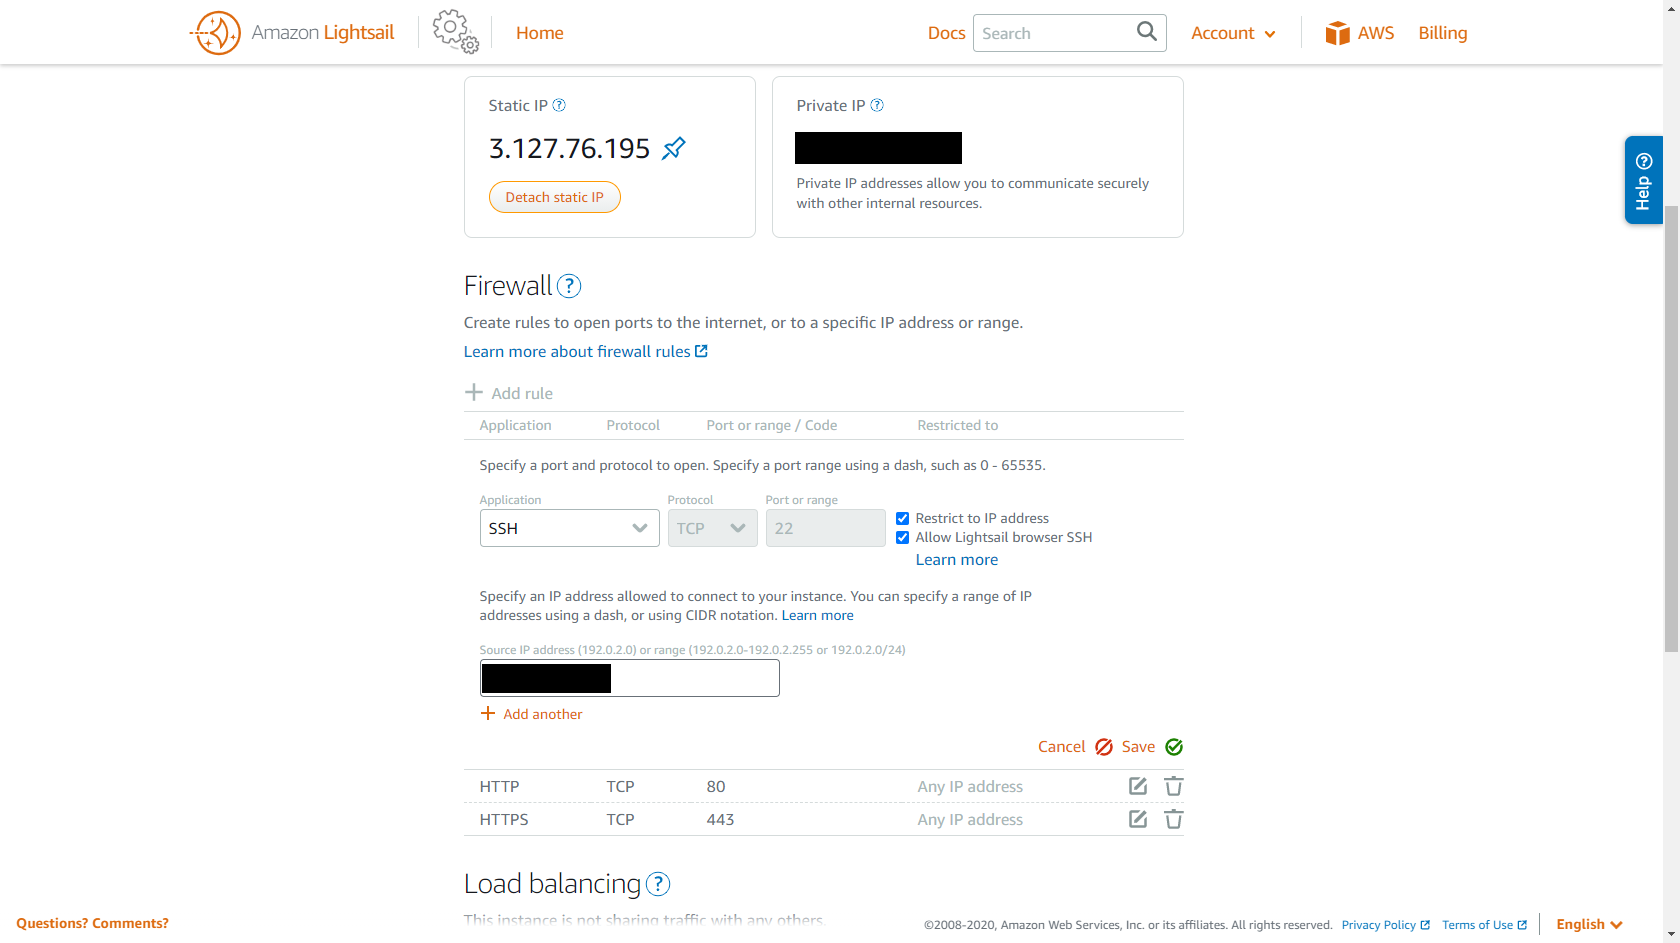 Amazon Lightsail
Home
Docs
Search
Account
AWS
Billing
Static IP ?
3.127.76.195
Detach static IP
Private IP ?
Private IP addresses allow you to communicate securely
with other internal resources.
Help ?
Firewall ?
Create rules to open ports to the internet, or to a specific IP address or range.
Learn more about firewall rules
+ Add rule
Application Protocol Port or range / Code Restricted to
Specify a port and protocol to open. Specify a port range using a dash, such as 0 - 65535.
Application Protocol Port or range
SSH TCP 22
Restrict to IP address
Allow Lightsail browser SSH
Learn more
Specify an IP address allowed to connect to your instance. You can specify a range of IP
addresses using a dash, or using CIDR notation. Learn more
Source IP address (192.0.2.0) or range (192.0.2.0-192.0.2.255 or 192.0.2.0/24)
+ Add another
Cancel Save
HTTP TCP 80 Any IP address
HTTPS TCP 443 Any IP address
Load balancing ?
This instance is not sharing traffic with any others.
Questions? Comments?
©2008-2020, Amazon Web Services, Inc. or its affiliates. All rights reserved. Privacy Policy Terms of Use English